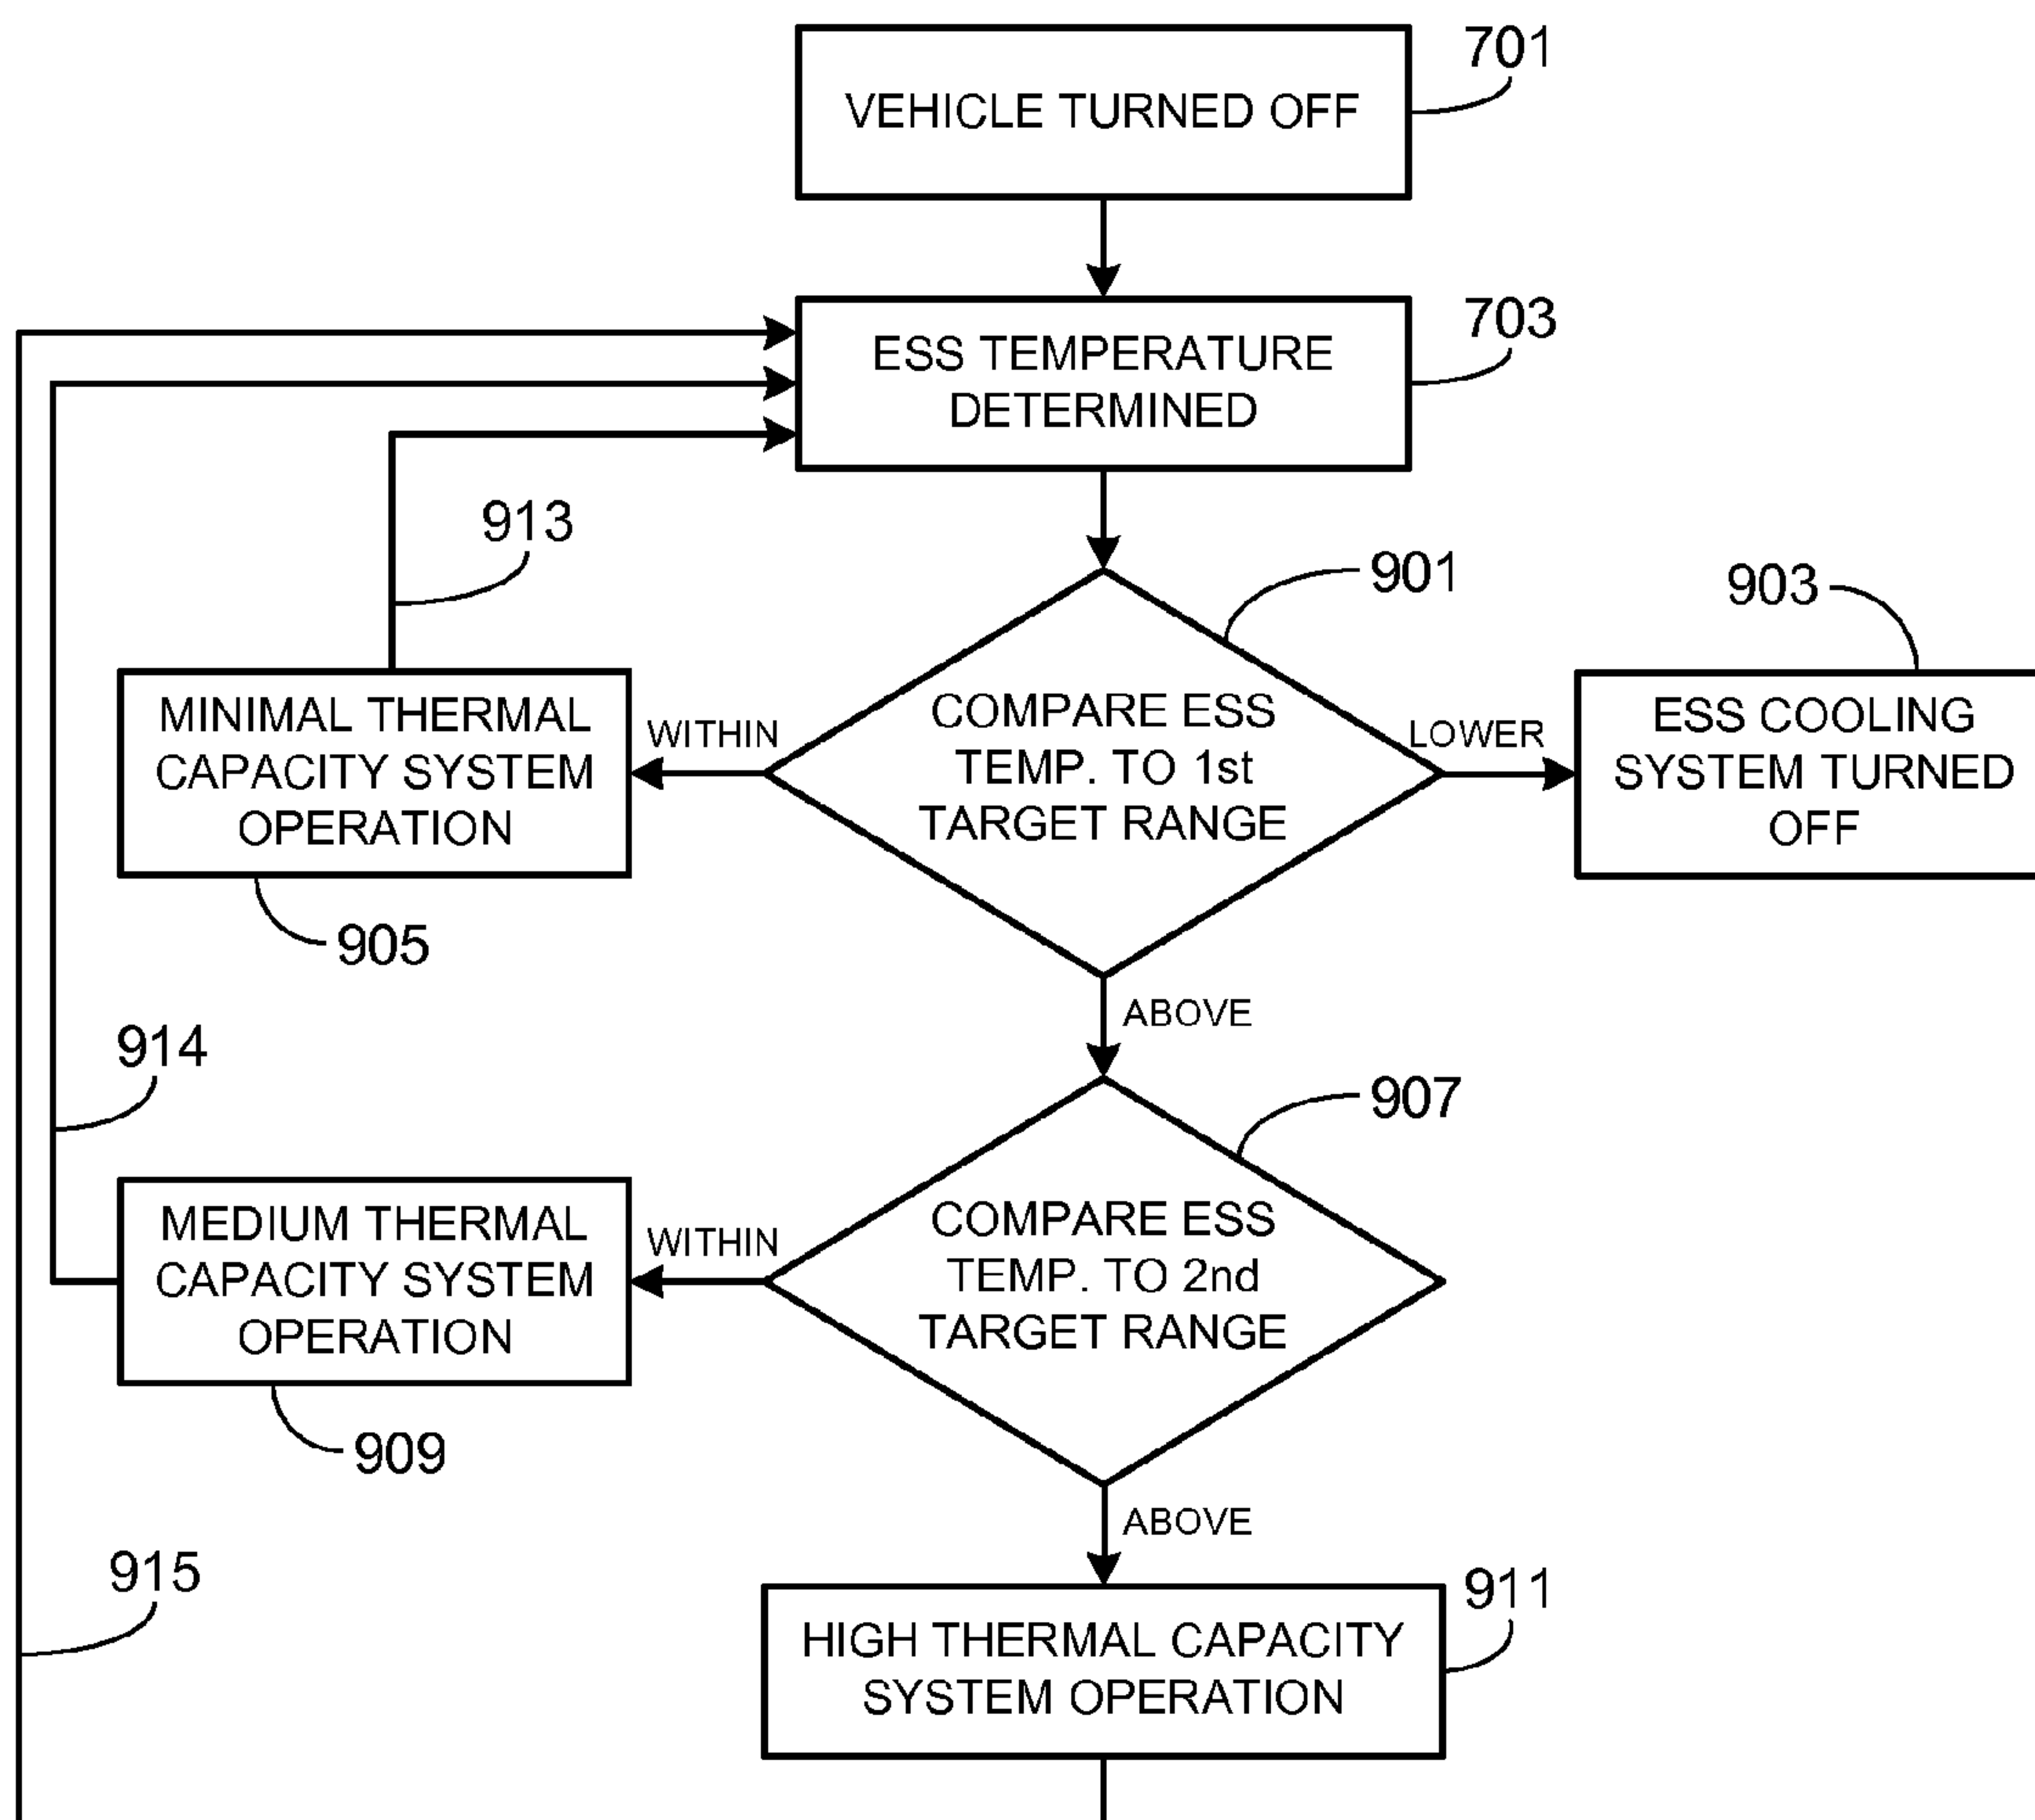 701
VEHICLE TURNED OFF
703
ESS TEMPERATURE
DETERMINED
913
901
903
MINIMAL THERMAL
CAPACITY SYSTEM
OPERATION
WITHIN
COMPARE ESS
TEMP. TO 1st
TARGET RANGE
LOWER
ESS COOLING
SYSTEM TURNED
OFF
905
ABOVE
914
907
MEDIUM THERMAL
CAPACITY SYSTEM
OPERATION
WITHIN
COMPARE ESS
TEMP. TO 2nd
TARGET RANGE
909
ABOVE
915
911
HIGH THERMAL CAPACITY
SYSTEM OPERATION